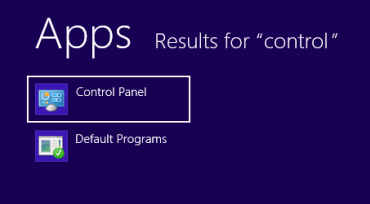 Apps Results for “control”
Control Panel
Default Programs